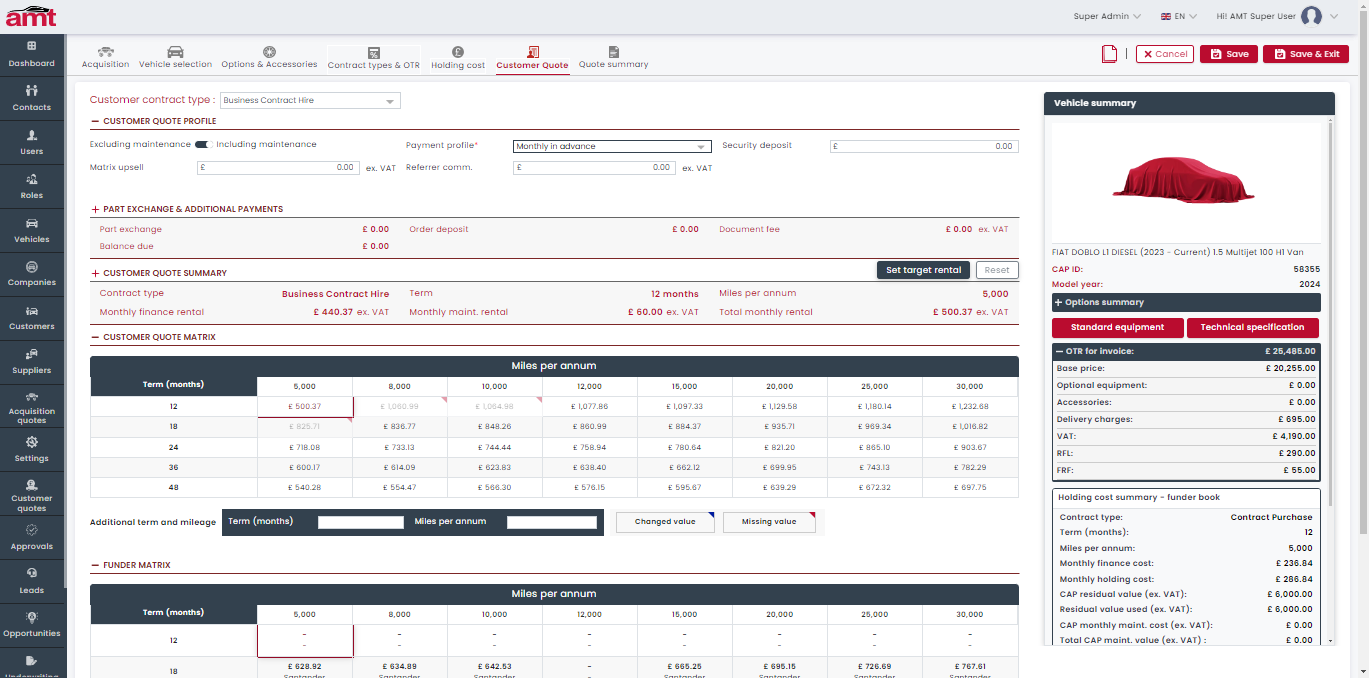 amt
Super Admin
EN
Hi! AMT Super User
Dashboard
Contacts
Users
Roles
Vehicles
Companies
Customers
Suppliers
Acquisition
quotes
Settings
Customer
quotes
Approvals
Leads
Opportunities
Underwriting
Acquisition
Vehicle selection
Options & Accessories
Contract types & OTR
Holding cost
Customer Quote
Quote summary
Cancel
Save
Save & Exit
Customer contract type :
Business Contract Hire
CUSTOMER QUOTE PROFILE
Excluding maintenance Including maintenance
Payment profile*
Monthly in advance
Security deposit
£ 0.00
Matrix upsell
£ 0.00 ex. VAT
Referrer comm.
£ 0.00 ex. VAT
PART EXCHANGE & ADDITIONAL PAYMENTS
Part exchange £ 0.00
Order deposit £ 0.00
Document fee £ 0.00 ex. VAT
Balance due £ 0.00
CUSTOMER QUOTE SUMMARY
Set target rental
Reset
Contract type Business Contract Hire
Term 12 months
Miles per annum 5,000
Monthly finance rental £ 440.37 ex. VAT
Monthly maint. rental £ 60.00 ex. VAT
Total monthly rental £ 500.37 ex. VAT
CUSTOMER QUOTE MATRIX
Miles per annum
Term (months)
5,000 8,000 10,000 12,000 15,000 20,000 25,000 30,000
12 £ 500.37 £ 1,060.99 £ 1,064.98 £ 1,077.86 £ 1,097.33 £ 1,129.58 £ 1,180.14 £ 1,232.68
18 £ 825.71 £ 836.77 £ 848.26 £ 860.99 £ 884.37 £ 935.71 £ 969.34 £ 1,016.82
24 £ 718.08 £ 733.13 £ 744.44 £ 758.94 £ 780.64 £ 821.20 £ 865.10 £ 903.67
36 £ 600.17 £ 614.09 £ 623.83 £ 638.40 £ 662.12 £ 699.95 £ 743.13 £ 782.29
48 £ 540.28 £ 554.47 £ 566.30 £ 576.15 £ 595.67 £ 639.29 £ 672.32 £ 697.75
Additional term and mileage
Term (months)
Miles per annum
Changed value
Missing value
FUNDER MATRIX
Miles per annum
Term (months)
5,000 8,000 10,000 12,000 15,000 20,000 25,000 30,000
12 - - - - - - - -
- - - - - - - -
18 £ 628.92 £ 634.89 £ 642.53 - £ 665.25 £ 695.15 £ 726.69 £ 767.61
Santander Santander Santander - Santander Santander Santander Santander
Vehicle summary
FIAT DOBLO L1 DIESEL (2023 - Current) 1.5 Multijet 100 H1 Van
CAP ID: 58355
Model year: 2024
Options summary
Standard equipment
Technical specification
OTR for invoice: £ 25,485.00
Base price: £ 20,255.00
Optional equipment: £ 0.00
Accessories: £ 0.00
Delivery charges: £ 695.00
VAT: £ 4,190.00
RFL: £ 290.00
FRF: £ 55.00
Holding cost summary - funder book
Contract type: Contract Purchase
Term (months): 12
Miles per annum: 5,000
Monthly finance cost: £ 236.84
Monthly holding cost: £ 286.84
CAP residual value (ex. VAT): £ 6,000.00
Residual value used (ex. VAT): £ 6,000.00
CAP monthly maint. cost (ex. VAT): £ 0.00
Total CAP maint. value (ex. VAT) : £ 0.00